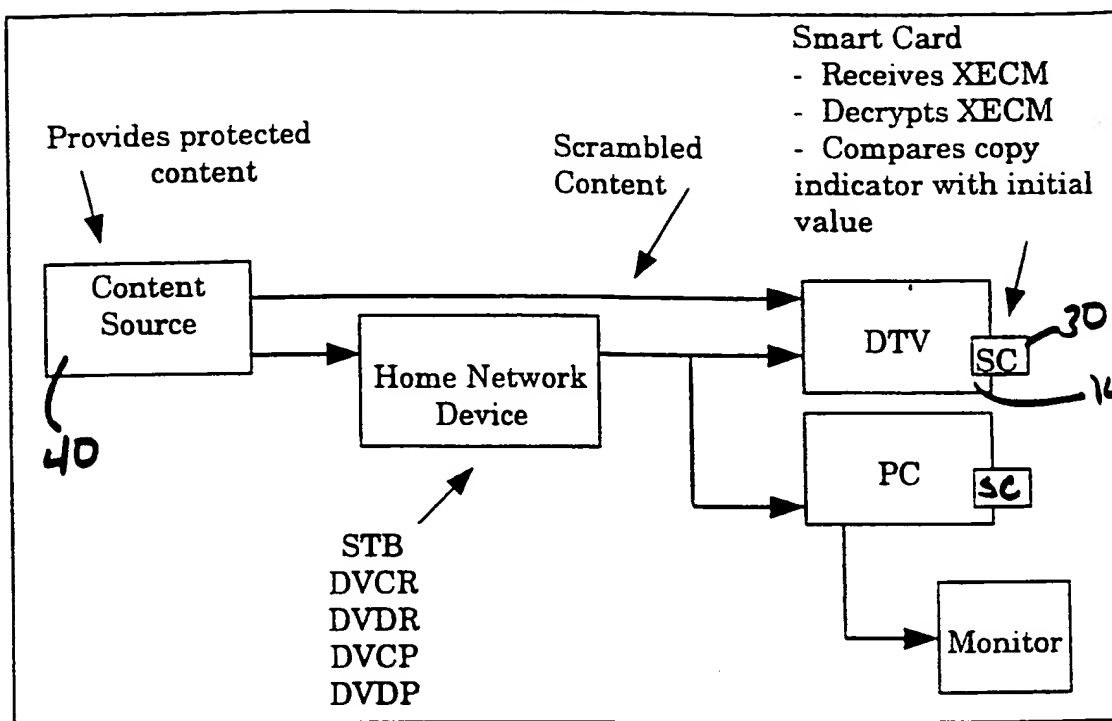 Smart Card
- Receives XECM
- Decrypts XECM
- Compares copy
indicator with initial
value
Provides protected
content
Scrambled
Content
Content
Source
40
Home Network
Device
DTV
SC
30
PC
SC
STB
DVCR
DVDR
DVCP
DVDP
Monitor